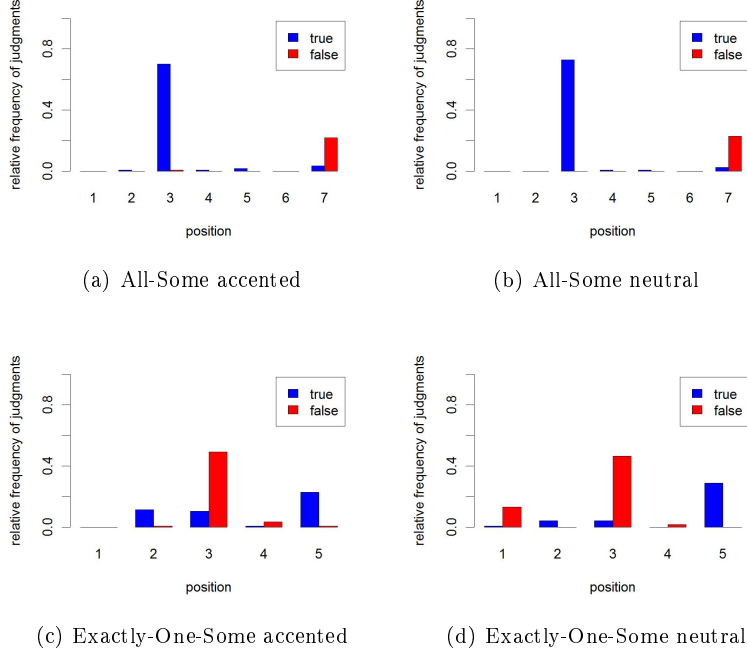 relative frequency of judgments
0.0 0.4 0.8
true
false
1 2 3 4 5 6 7
position
(a) All-Some accented
relative frequency of judgments
0.0 0.4 0.8
true
false
1 2 3 4 5 6 7
position
(b) All-Some neutral
relative frequency of judgments
0.0 0.4 0.8
true
false
1 2 3 4 5
position
(c) Exactly-One-Some accented
relative frequency of judgments
0.0 0.4 0.8
true
false
1 2 3 4 5
position
(d) Exactly-One-Some neutral